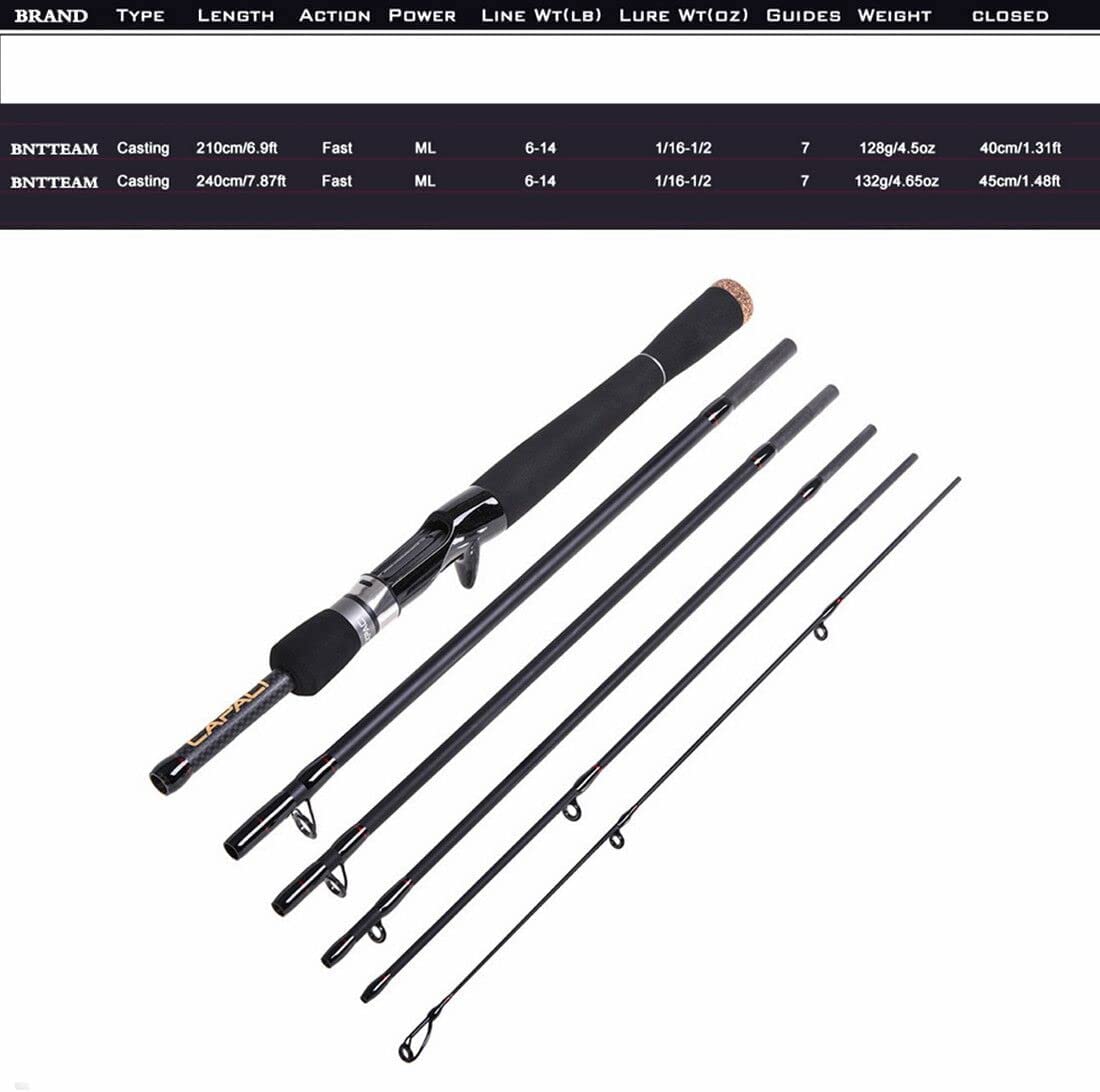 BRAND TYPE LENGTH ACTION POWER LINE WT(LB) LURE WT(OZ) GUIDES WEIGHT CLOSED
BNTTEAM Casting 210cm/6.9ft Fast ML 6-14 1/16-1/2 7 128g/4.5oz 40cm/1.31ft
BNTTEAM Casting 240cm/7.87ft Fast ML 6-14 1/16-1/2 7 132g/4.65oz 45cm/1.48ft